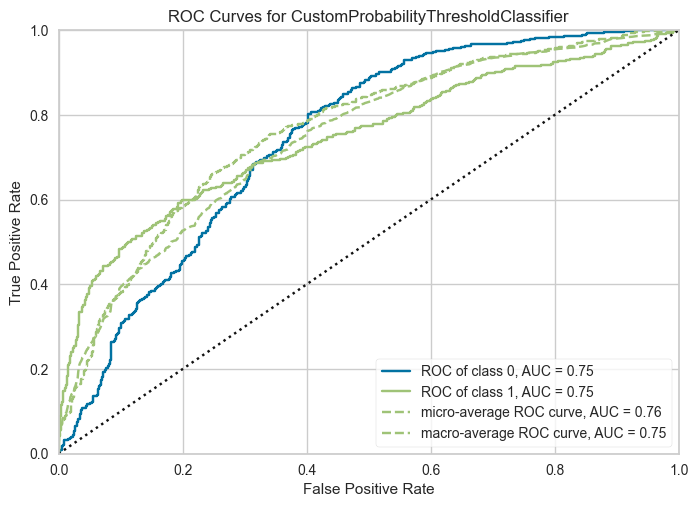 ROC Curves for CustomProbabilityThresholdClassifier
True Positive Rate
1.0
0.8
0.6
0.4
0.2
0.0
ROC of class 0, AUC = 0.75
ROC of class 1, AUC = 0.75
micro-average ROC curve, AUC = 0.76
macro-average ROC curve, AUC = 0.75
0.0 0.2 0.4 0.6 0.8 1.0
False Positive Rate